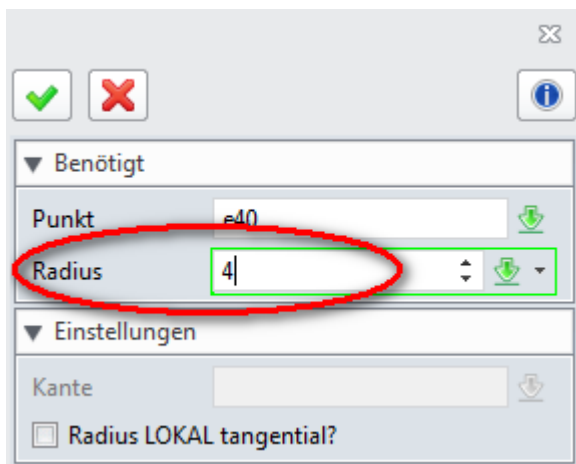 Benötigt
Punkt e40
Radius 4
Einstellungen
Kante
Radius LOKAL tangential?